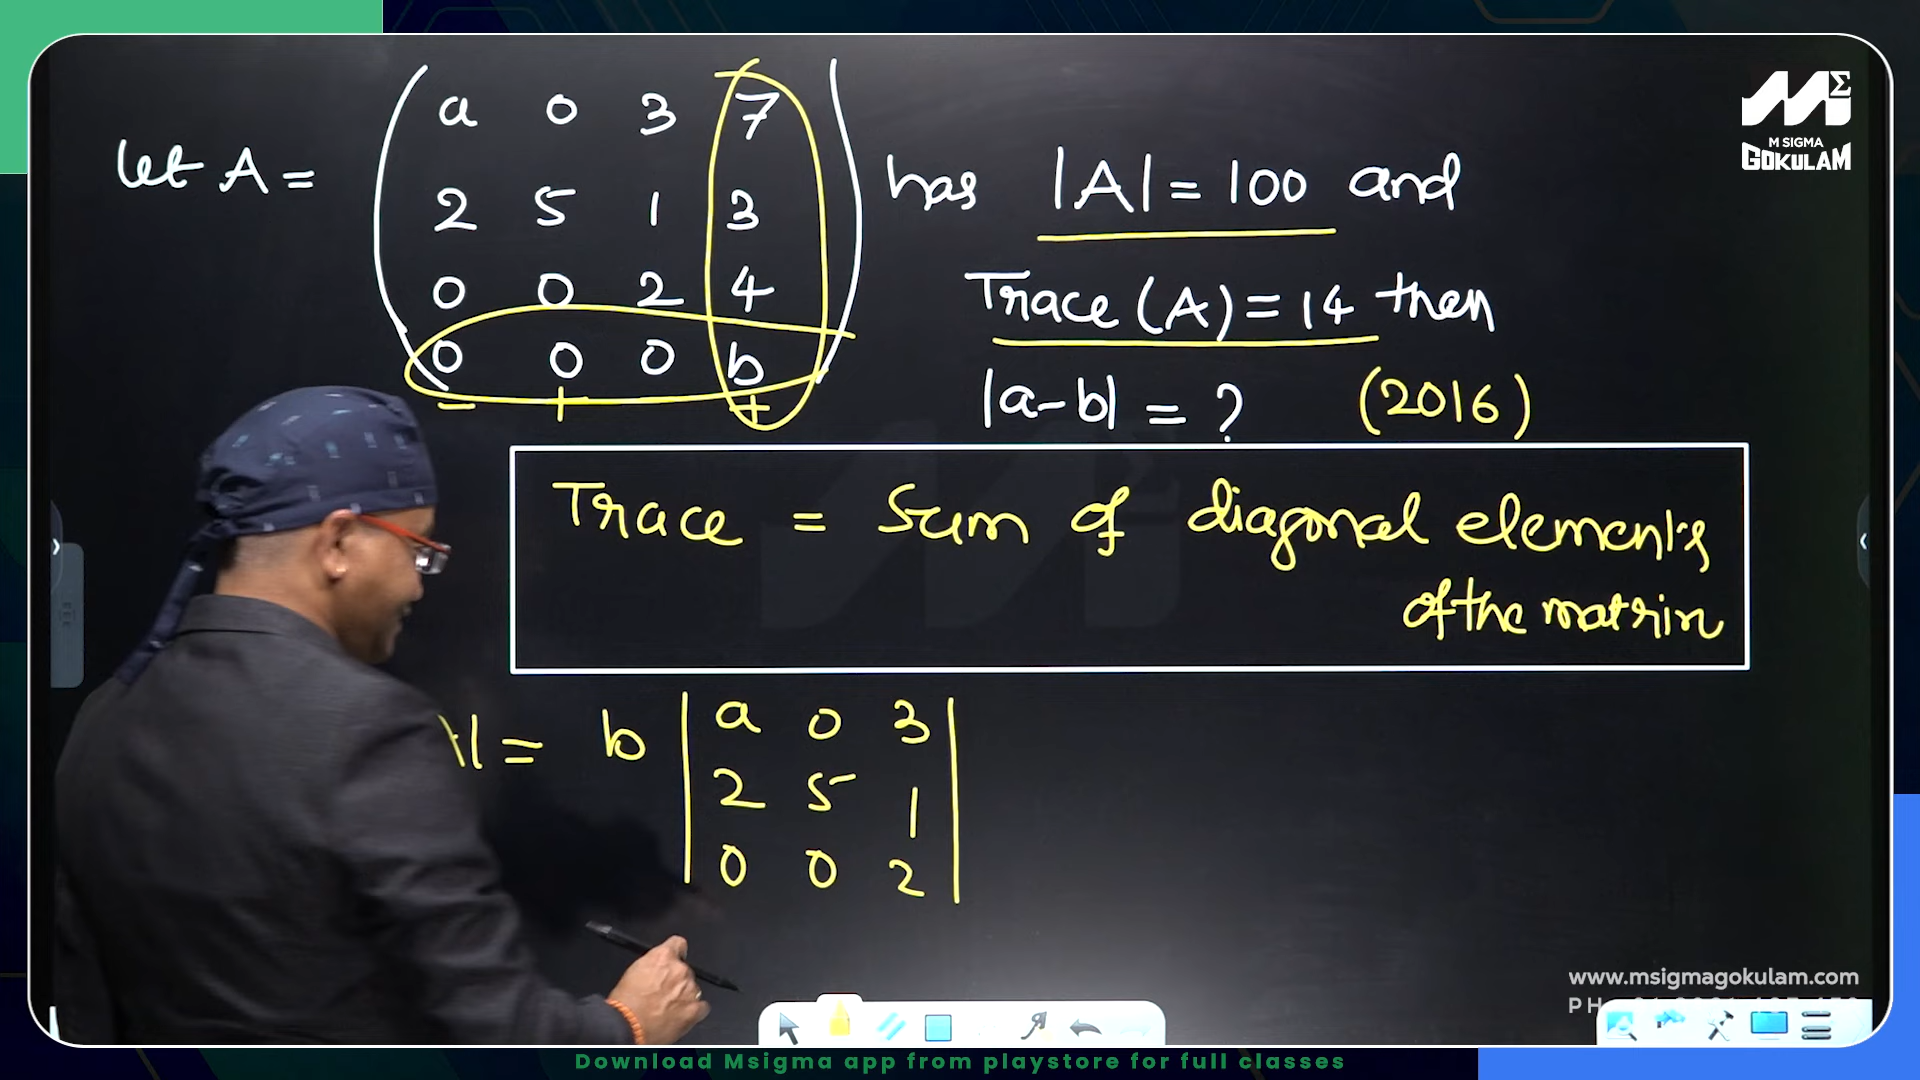 let A = ( a 0 3 7
2 5 1 3
0 0 2 4
0 0 0 b )
- + - +
has |A| = 100 and
Trace (A) = 14 then
|a-b| = ? (2016)
Trace = Sum of diagonal elements
of the matrix
A| = b | a 0 3 |
2 5 1
0 0 2
M Σ
M SIGMA
GOKULAM
www.msigmagokulam.com
Download Msigma app from playstore for full classes